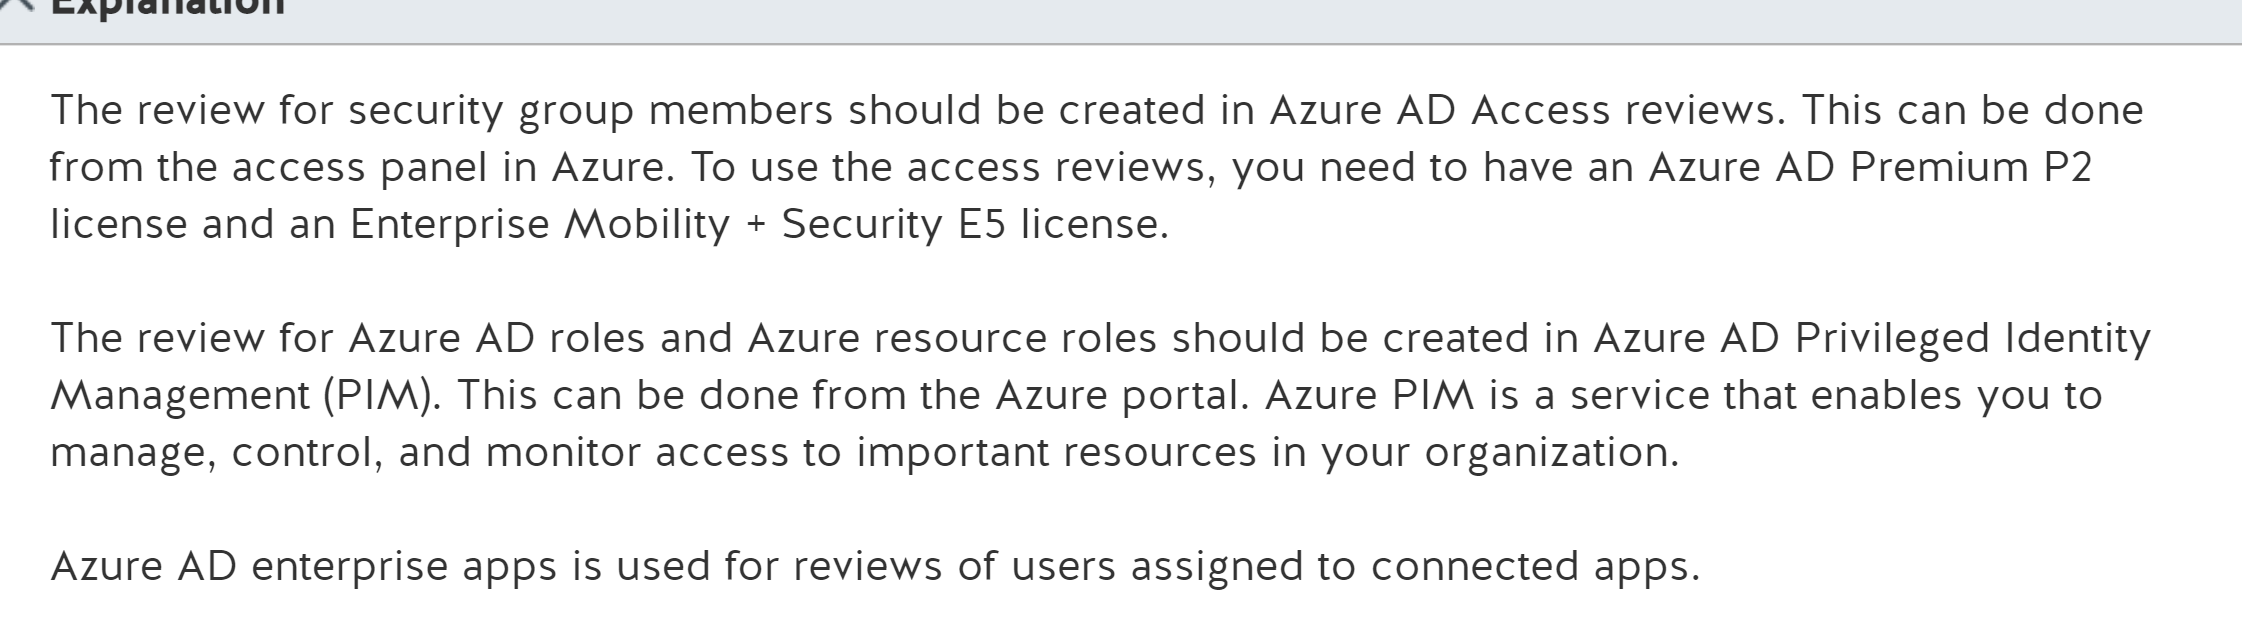 Explanation
The review for security group members should be created in Azure AD Access reviews. This can be done
from the access panel in Azure. To use the access reviews, you need to have an Azure AD Premium P2
license and an Enterprise Mobility + Security E5 license.
The review for Azure AD roles and Azure resource roles should be created in Azure AD Privileged Identity
Management (PIM). This can be done from the Azure portal. Azure PIM is a service that enables you to
manage, control, and monitor access to important resources in your organization.
Azure AD enterprise apps is used for reviews of users assigned to connected apps.